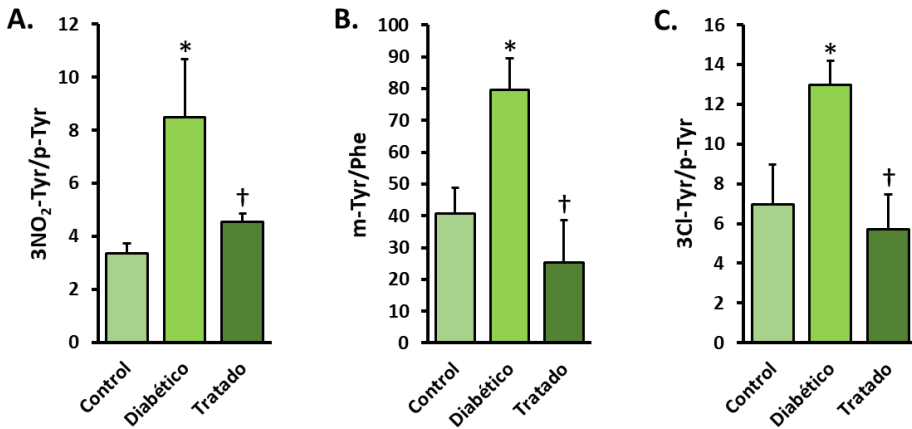 A.
3NO₂-Tyr/p-Tyr
12
10
8
6
4
2
0
*
†
Control
Diabético
Tratado
B.
m-Tyr/Phe
100
90
80
70
60
50
40
30
20
10
0
*
†
Control
Diabético
Tratado
C.
3Cl-Tyr/p-Tyr
16
14
12
10
8
6
4
2
0
*
†
Control
Diabético
Tratado